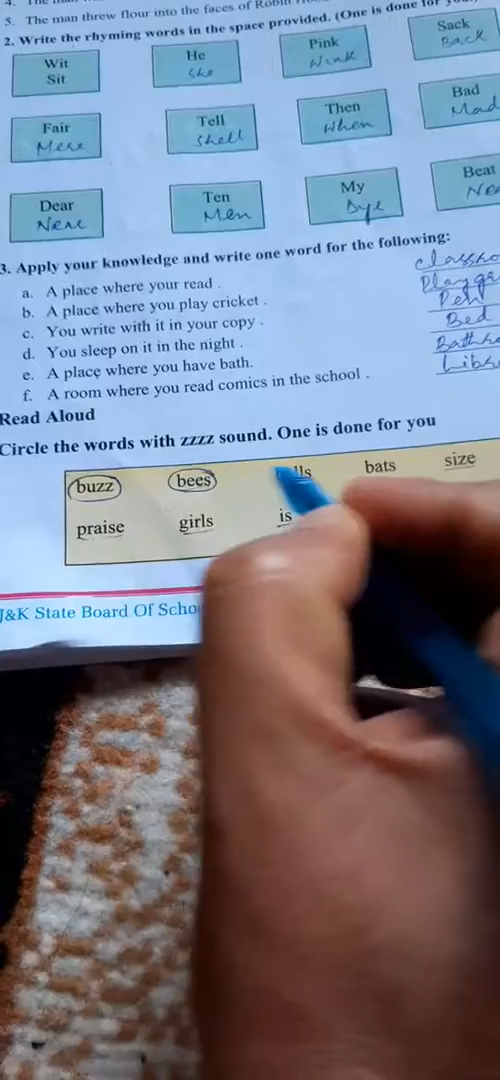 5. The man threw flour into the faces of Robin
2. Write the rhyming words in the space provided. (One is done for
Wit He Pink Sack
Sit She Wink Back
Fair Tell Then Bad
Mere Shell When Mad
Dear Ten My Beat
Near Men Bye
3. Apply your knowledge and write one word for the following:
a. A place where your read .
b. A place where you play cricket .
c. You write with it in your copy . Pen
d. You sleep on it in the night . Bed
e. A place where you have bath.
f. A room where you read comics in the school .
Read Aloud
Circle the words with zzzz sound. One is done for you
buzz bees bats size
praise girls is
J&K State Board Of